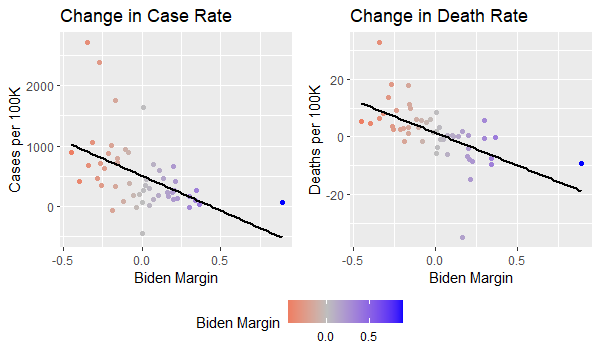 Change in Case Rate
Cases per 100K
2000
1000
0
-0.5
0.0
0.5
Biden Margin
Change in Death Rate
Deaths per 100K
20
0
-20
-0.5
0.0
0.5
Biden Margin
Biden Margin
0.0
0.5